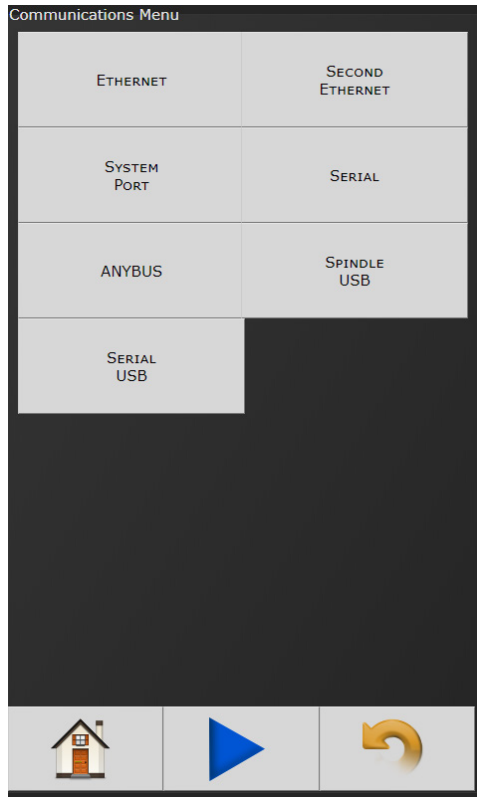 Communications Menu
Ethernet
Second
Ethernet
System
Port
Serial
ANYBUS
Spindle
USB
Serial
USB